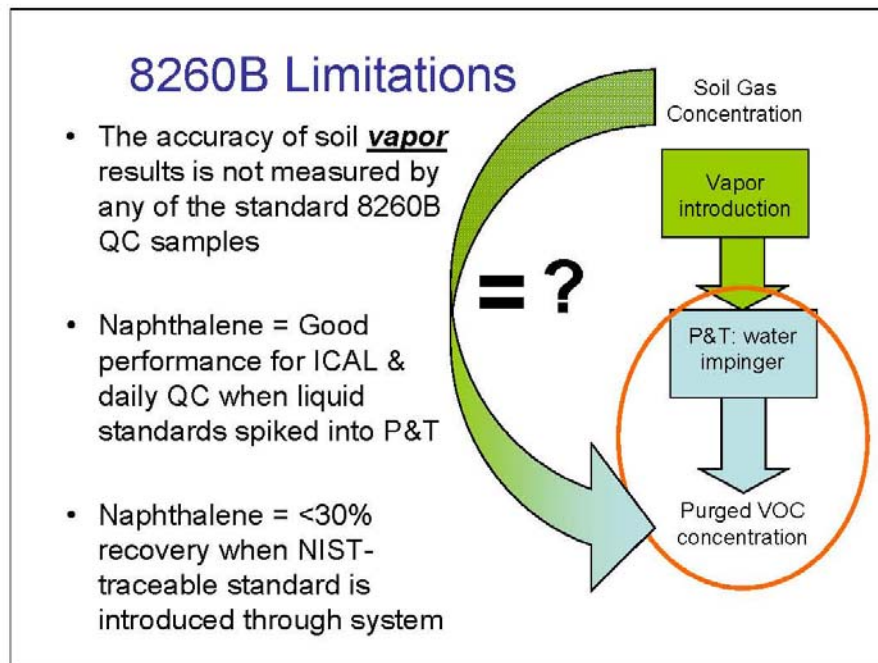 8260B Limitations
• The accuracy of soil vapor
results is not measured by
any of the standard 8260B
QC samples
• Naphthalene = Good
performance for ICAL &
daily QC when liquid
standards spiked into P&T
• Naphthalene = <30%
recovery when NIST-
traceable standard is
introduced through system
= ?
Soil Gas
Concentration
Vapor
introduction
P&T: water
impinger
Purged VOC
concentration